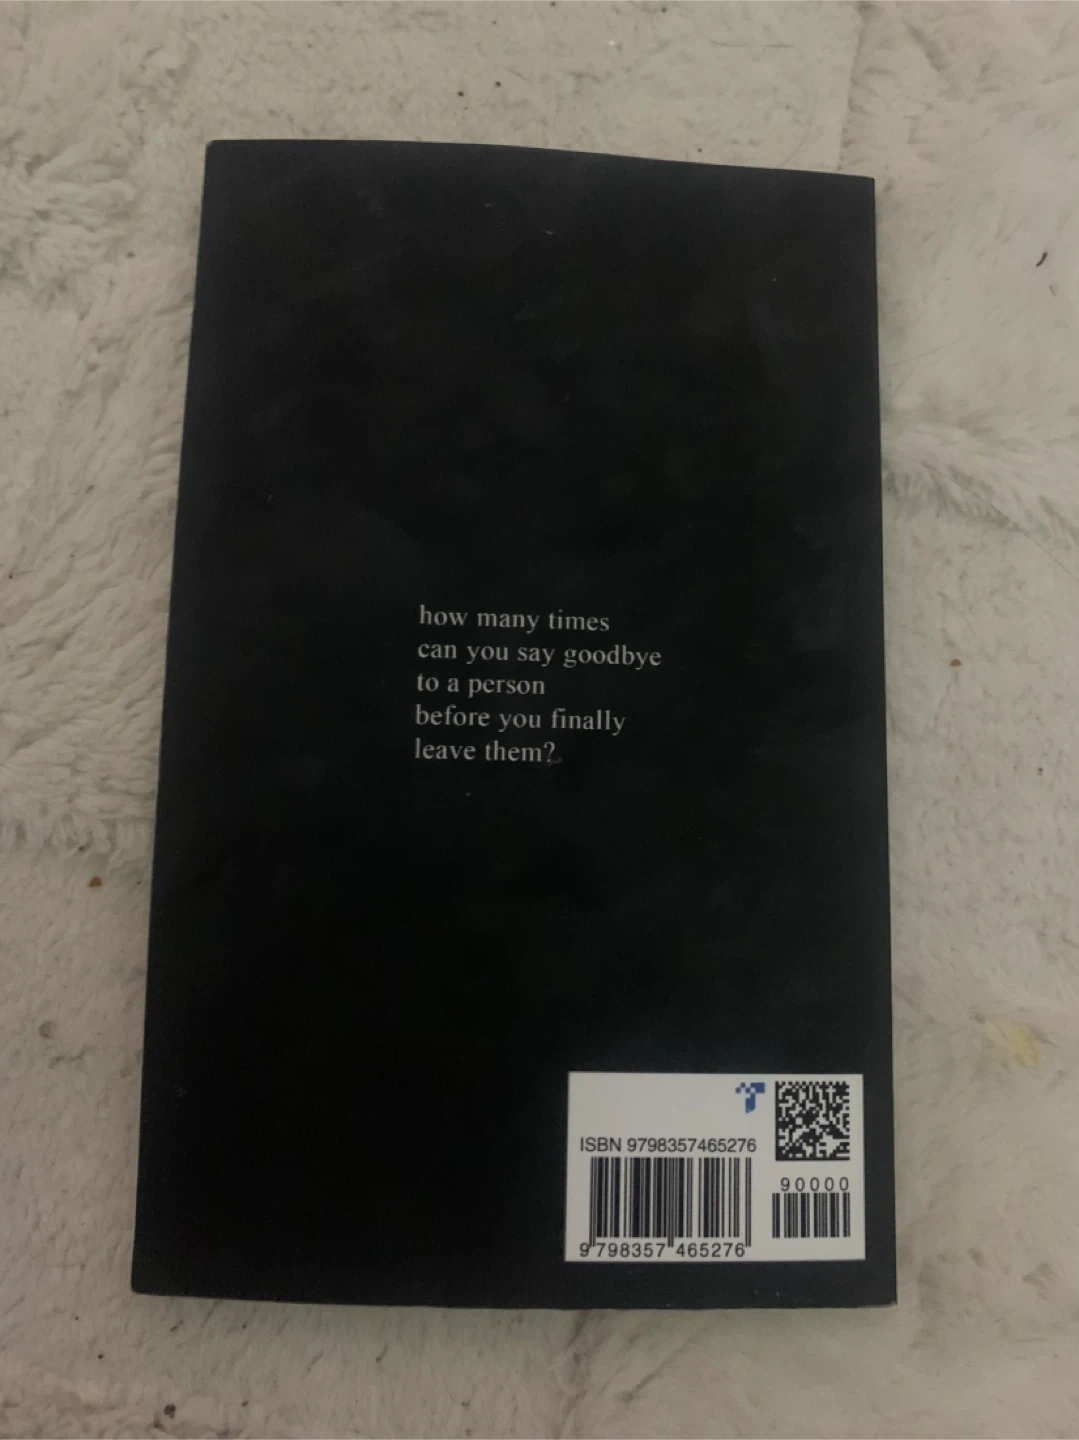 how many times
can you say goodbye
to a person
before you finally
leave them?
ISBN 9798357465276
90000
9 798357 465276